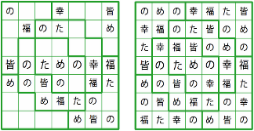 の 幸 皆
福 の た め
皆 の た め の 幸 福
め の 皆 の 福 た
め 福 た の
め 皆 の
の め の 幸 福 た 皆
幸 福 の た 皆 の め
た 幸 福 皆 の め の
皆 の た め の 幸 福
め の 皆 の 幸 福 た
の 皆 め 福 た の 幸
福 た 幸 の め 皆 の